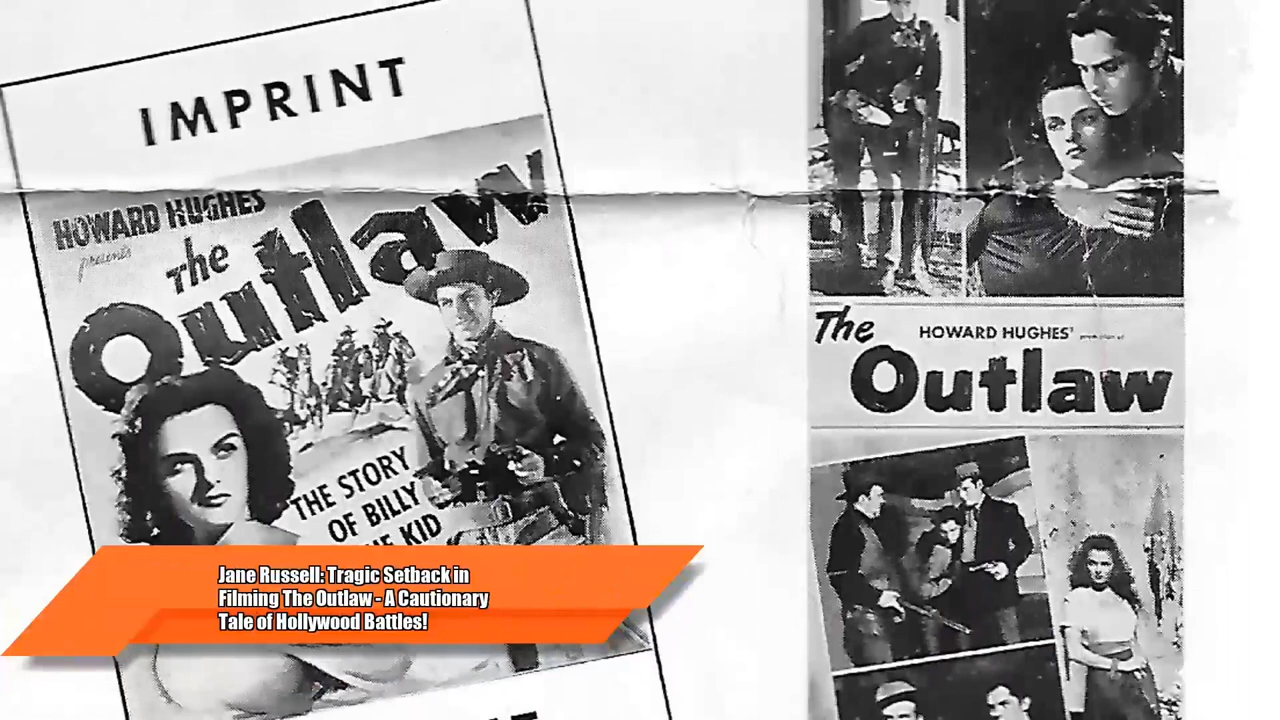 IMPRINT
HOWARD HUGHES
presents
the
Outlaw
THE STORY
OF BILLY
KID
The
HOWARD HUGHES'
Outlaw
Jane Russell: Tragic Setback in
Filming The Outlaw - A Cautionary
Tale of Hollywood Battles!